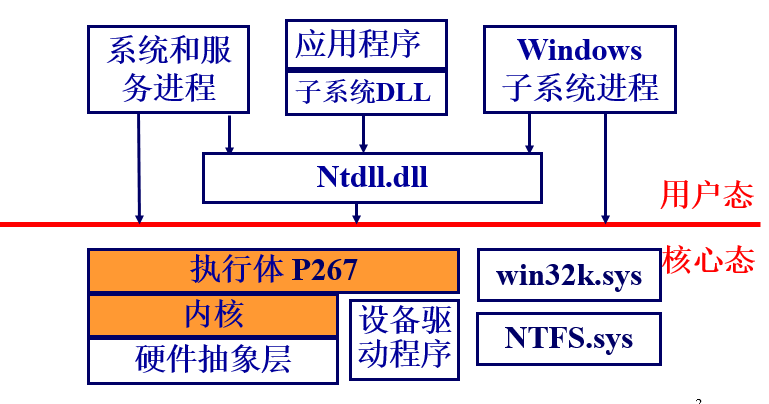 系统和服
务进程
应用程序
子系统DLL
Windows
子系统进程
Ntdll.dll
用户态
核心态
执行体 P267
内核
硬件抽象层
设备驱
动程序
win32k.sys
NTFS.sys
2